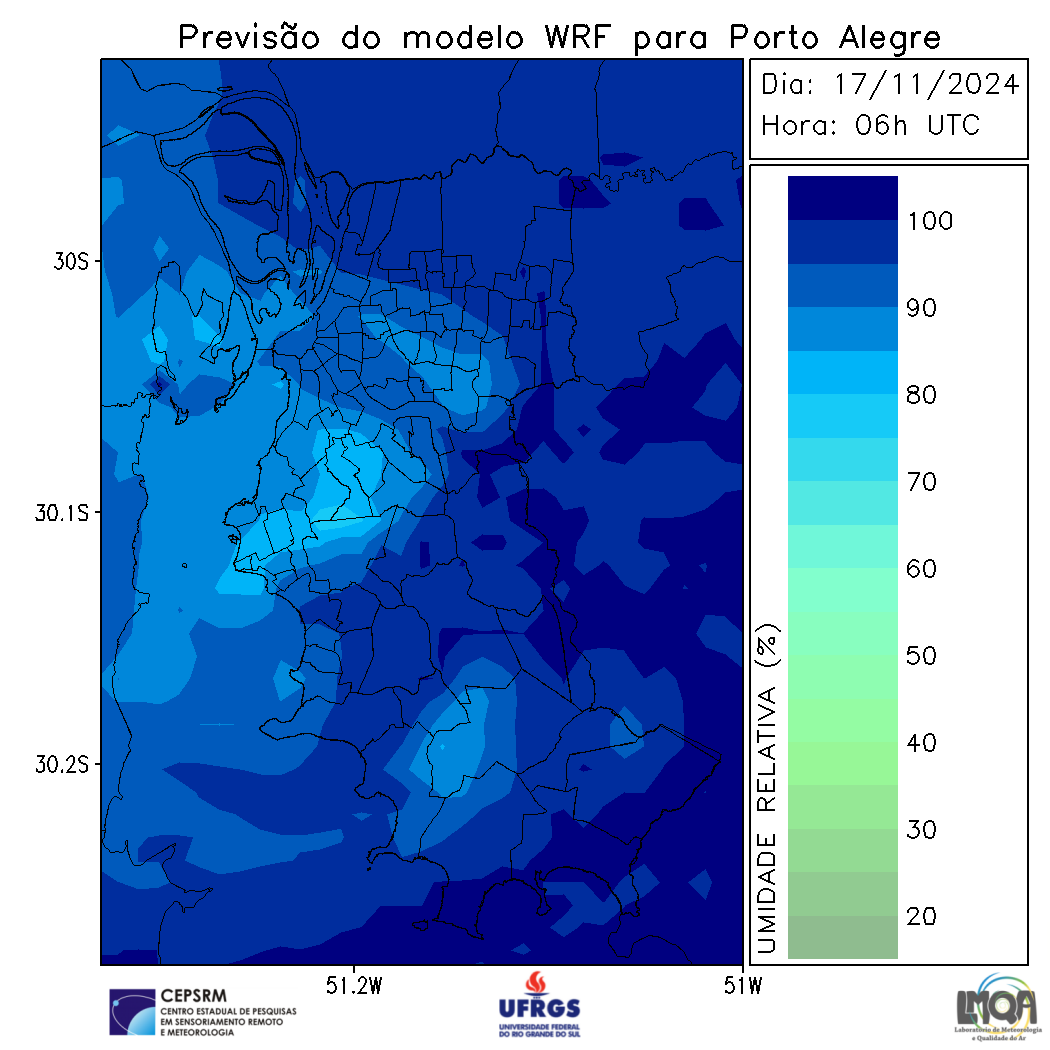 Previsão do modelo WRF para Porto Alegre
Dia: 17/11/2024
Hora: 06h UTC
30S
30.1S
30.2S
51.2W
51W
100
90
80
70
60
50
40
30
20
UMIDADE RELATIVA (%)
CEPSRM
CENTRO ESTADUAL DE PESQUISAS
EM SENSORIAMENTO REMOTO
E METEOROLOGIA
UFRGS
UNIVERSIDADE FEDERAL
DO RIO GRANDE DO SUL
LMQA
Laboratório de Meteorologia
e Qualidade do Ar